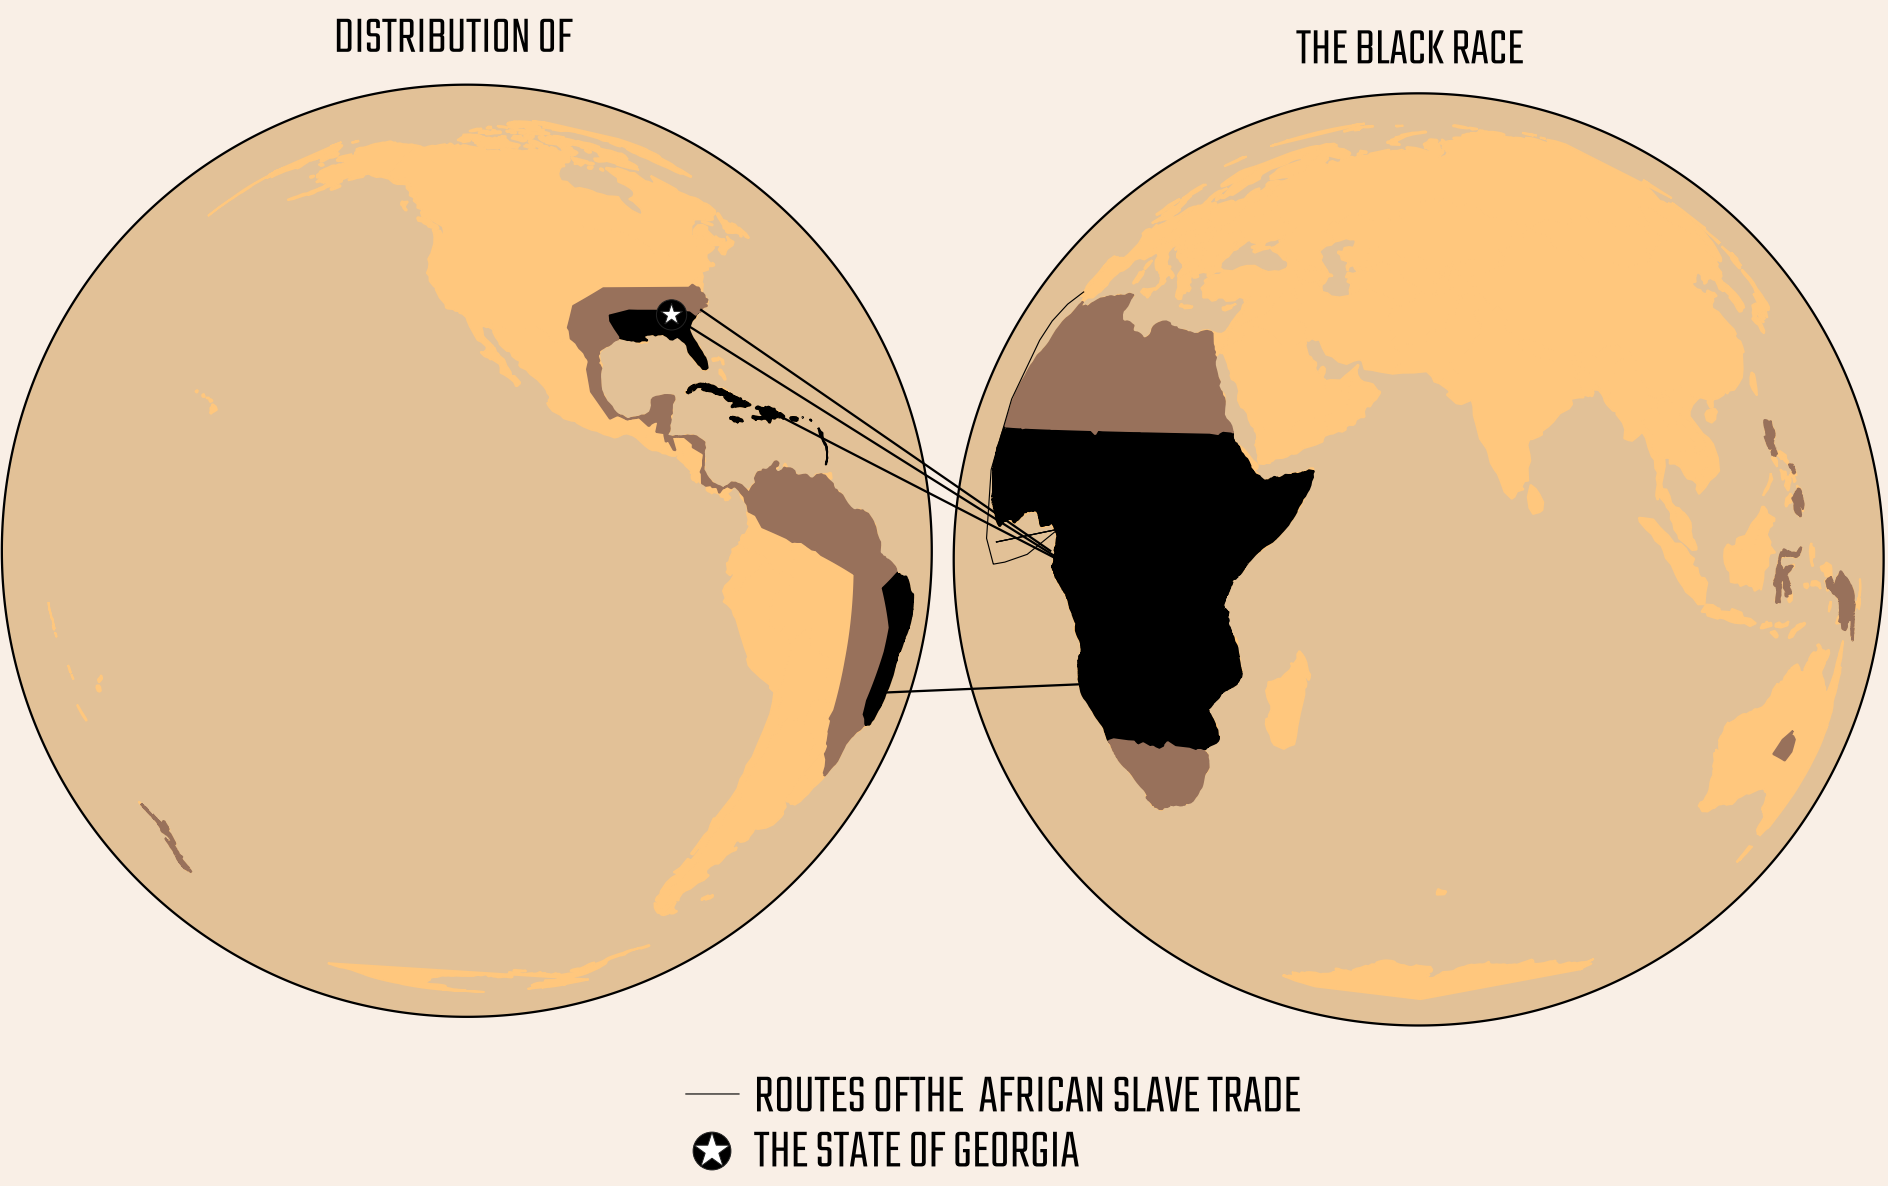 DISTRIBUTION OF
THE BLACK RACE
ROUTES OFTHE AFRICAN SLAVE TRADE
THE STATE OF GEORGIA